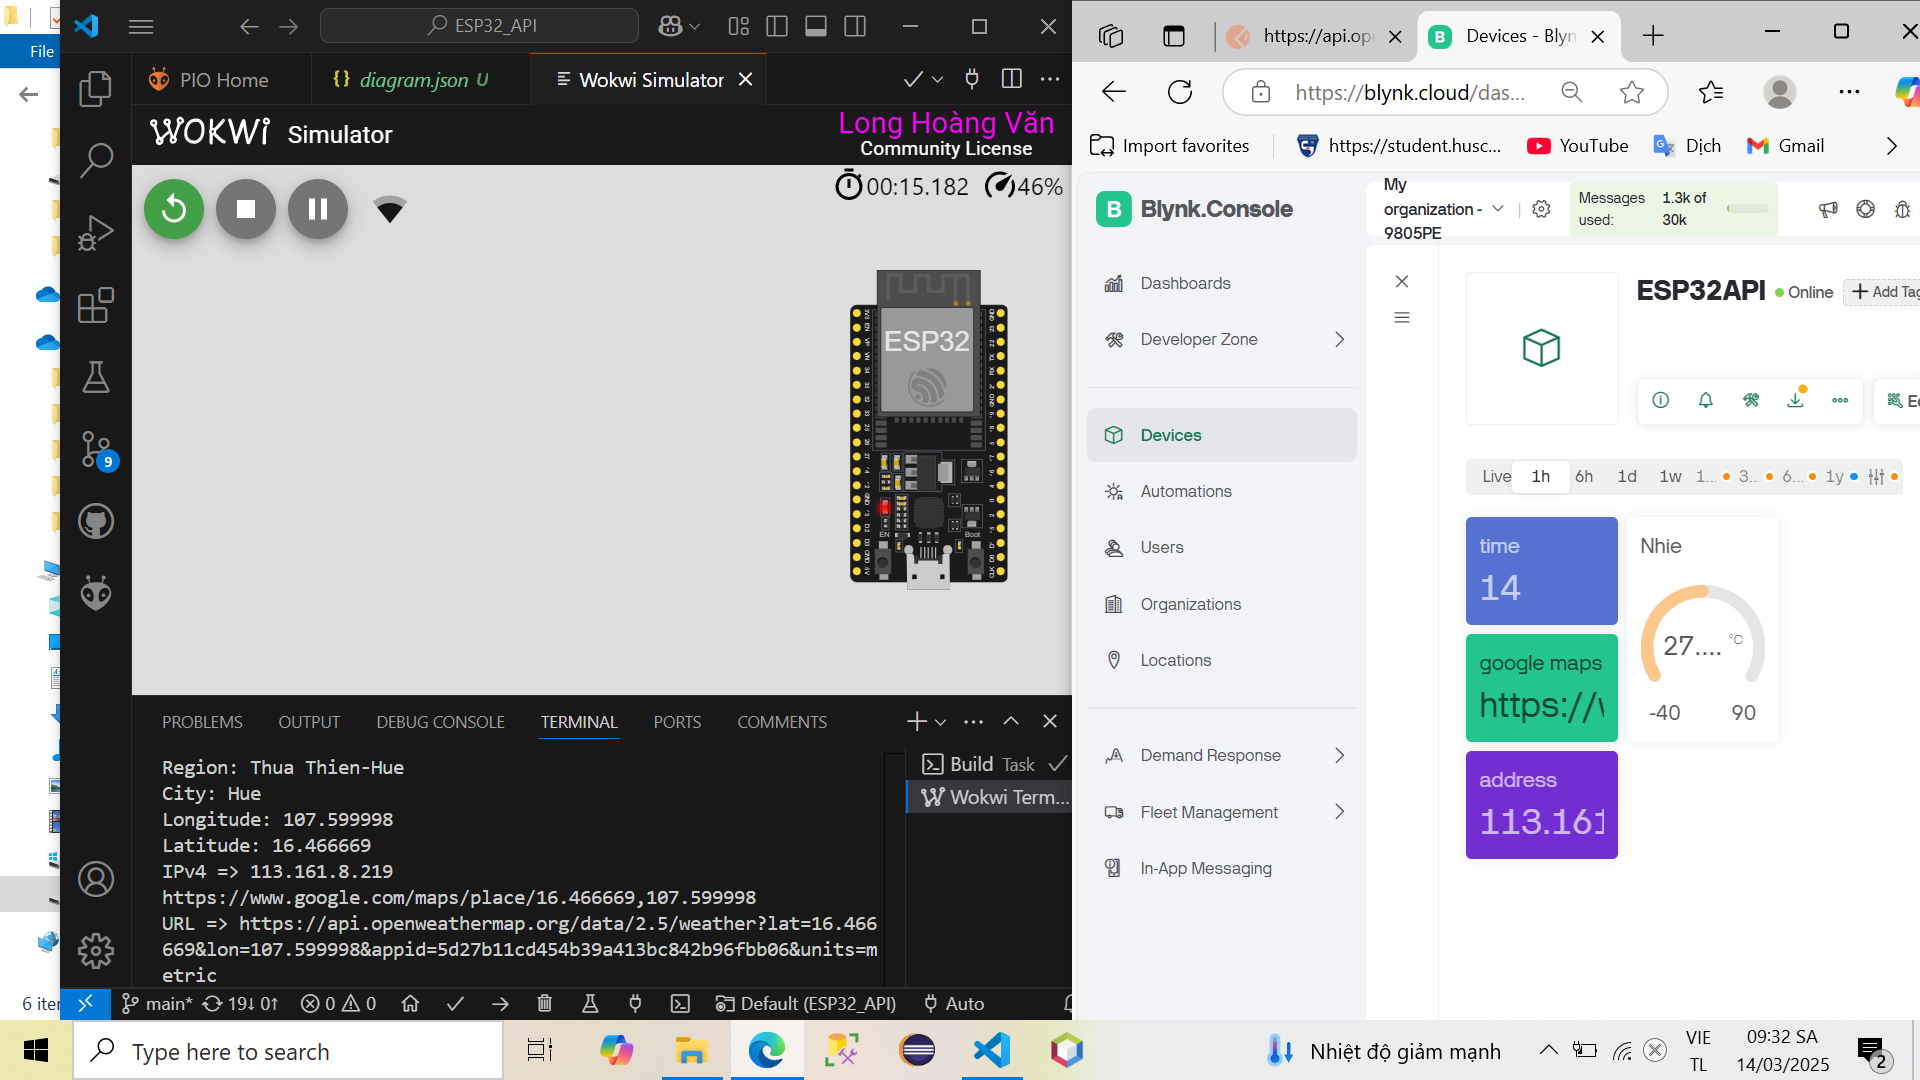 File
ESP32_API
PIO Home
diagram.json U
Wokwi Simulator
WOKWi Simulator
Long Hoàng Văn
Community License
00:15.182
46%
ESP32
EN
Boot
PROBLEMS
OUTPUT
DEBUG CONSOLE
TERMINAL
PORTS
COMMENTS
Region: Thua Thien-Hue
City: Hue
Longitude: 107.599998
Latitude: 16.466669
IPv4 => 113.161.8.219
https://www.google.com/maps/place/16.466669,107.599998
URL => https://api.openweathermap.org/data/2.5/weather?lat=16.466
669&lon=107.599998&appid=5d27b11cd454b39a413bc842b96fbb06&units=m
etric
Build Task
Wokwi Term...
9
6 iter
main*
19↓ 0↑
0
0
Default (ESP32_API)
Auto
https://api.op
Devices - Blyn
https://blynk.cloud/das...
Import favorites
https://student.husc...
YouTube
Dịch
Gmail
B
Blynk.Console
My
organization -
9805PE
Messages
used:
1.3k of
30k
Dashboards
Developer Zone
Devices
Automations
Users
Organizations
Locations
Demand Response
Fleet Management
In-App Messaging
ESP32API
Online
Add Tag
Live
1h
6h
1d
1w
1...
3...
6...
1y
time
14
google maps
https://w
address
113.161
Nhie
27....
°C
-40
90
Type here to search
Nhiệt độ giảm mạnh
VIE
TL
09:32 SA
14/03/2025
2